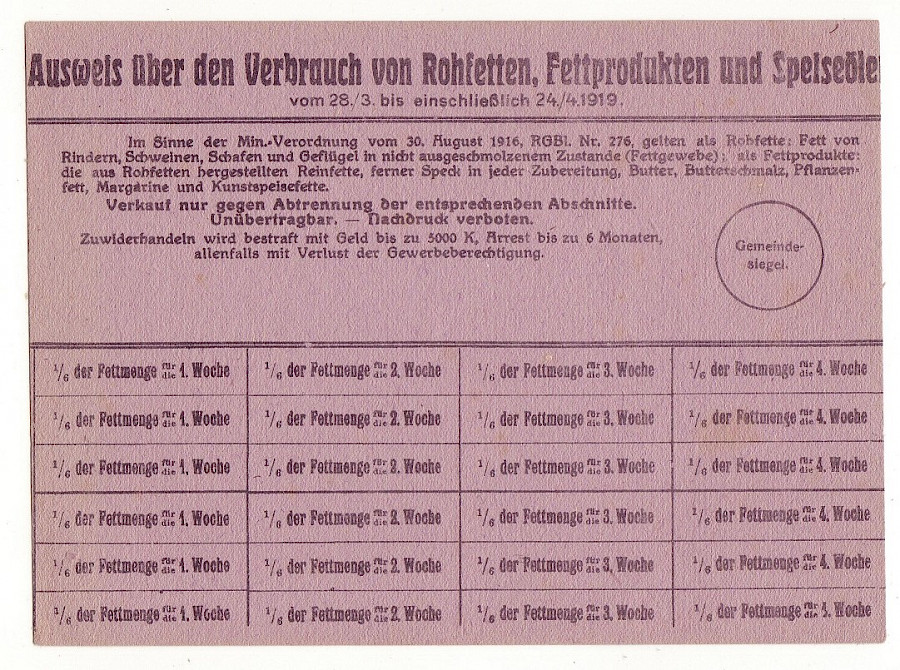 Ausweis über den Verbrauch von Rohfetten, Fettprodukten und Speiseöle
vom 28./3. bis einschließlich 24./4.1919.
Im Sinne der Min.-Verordnung vom 30. August 1916, RGBl. Nr. 276, gelten als Rohfette: Fett von
Rindern, Schweinen, Schafen und Geflügel in nicht ausgeschmolzenem Zustande (Fettgewebe); als Fettprodukte:
die aus Rohfetten hergestellten Reinfette, ferner Speck in jeder Zubereitung, Butter, Butterschmalz, Pflanzen-
fett, Margarine und Kunstspeisefette.
Verkauf nur gegen Abtrennung der entsprechenden Abschnitte.
Unübertragbar. — Nachdruck verboten.
Zuwiderhandeln wird bestraft mit Geld bis zu 5000 K, Arrest bis zu 6 Monaten,
allenfalls mit Verlust der Gewerbeberechtigung.
Gemeinde-
siegel.
1/6 der Fettmenge für die 1. Woche 1/6 der Fettmenge für die 2. Woche 1/6 der Fettmenge für die 3. Woche 1/6 der Fettmenge für die 4. Woche
1/6 der Fettmenge für die 1. Woche 1/6 der Fettmenge für die 2. Woche 1/6 der Fettmenge für die 3. Woche 1/6 der Fettmenge für die 4. Woche
1/6 der Fettmenge für die 1. Woche 1/6 der Fettmenge für die 2. Woche 1/6 der Fettmenge für die 3. Woche 1/6 der Fettmenge für die 4. Woche
1/6 der Fettmenge für die 1. Woche 1/6 der Fettmenge für die 2. Woche 1/6 der Fettmenge für die 3. Woche 1/6 der Fettmenge für die 4. Woche
1/6 der Fettmenge für die 1. Woche 1/6 der Fettmenge für die 2. Woche 1/6 der Fettmenge für die 3. Woche 1/6 der Fettmenge für die 4. Woche
1/6 der Fettmenge für die 1. Woche 1/6 der Fettmenge für die 2. Woche 1/6 der Fettmenge für die 3. Woche 1/6 der Fettmenge für die 4. Woche